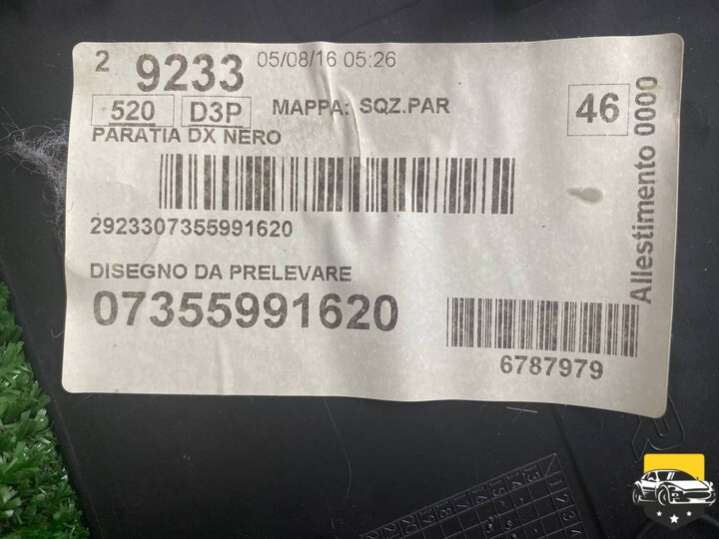 2 9233 05/08/16 05:26
520 D3P MAPPA: SQZ.PAR 46
PARATIA DX NERO
2923307355991620
DISEGNO DA PRELEVARE
07355991620
6787979
Allestimento 0000